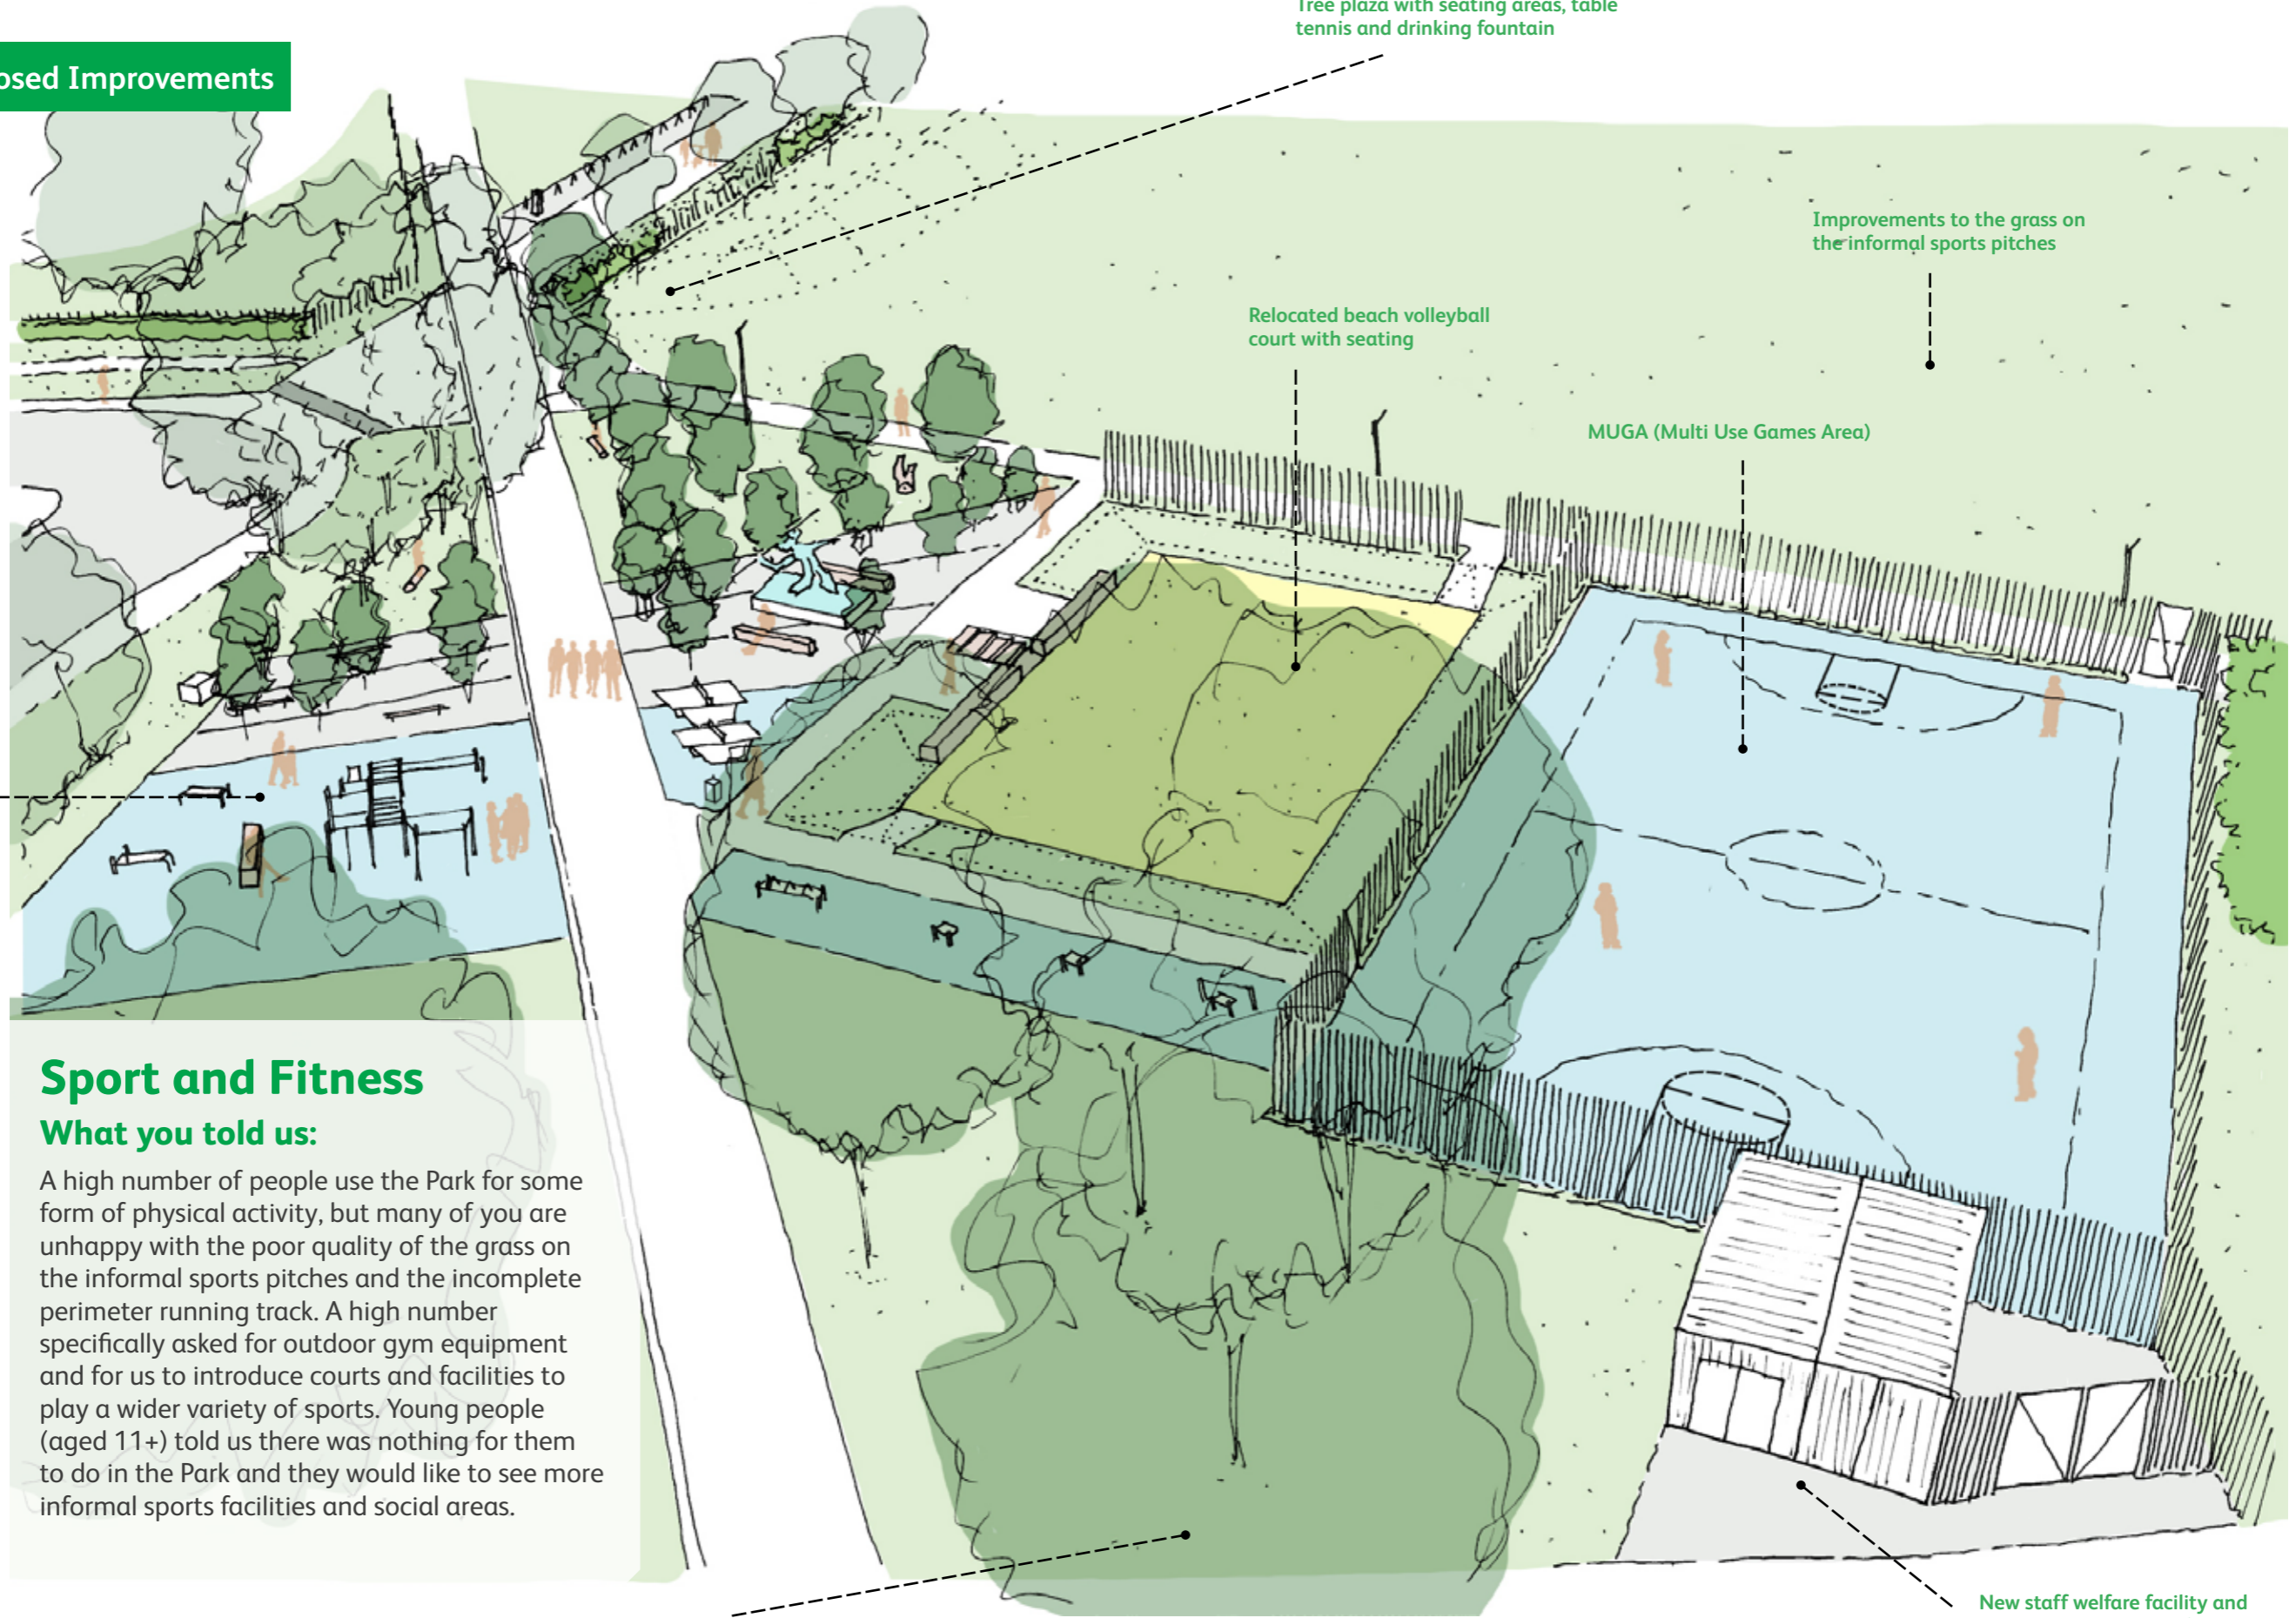 Tree plaza with seating areas, table
tennis and drinking fountain
osed Improvements
Improvements to the grass on
the informal sports pitches
Relocated beach volleyball
court with seating
MUGA (Multi Use Games Area)
Sport and Fitness
What you told us:
A high number of people use the Park for some
form of physical activity, but many of you are
unhappy with the poor quality of the grass on
the informal sports pitches and the incomplete
perimeter running track. A high number
specifically asked for outdoor gym equipment
and for us to introduce courts and facilities to
play a wider variety of sports. Young people
(aged 11+) told us there was nothing for them
to do in the Park and they would like to see more
informal sports facilities and social areas.
New staff welfare facility and